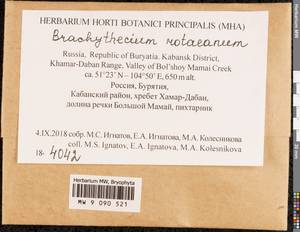 HERBARIUM HORTI BOTANICI PRINCIPALIS (MHA)
Brachythecium rotaeanum
Russia, Republic of Buryatia. Kabansk District,
Khamar-Daban Range, Valley of Bol'shoy Mamai Creek
ca. 51°23' N – 104°50' E, 650 m alt.
Россия, Бурятия,
Кабанский район, хребет Хамар-Дабан,
долина речки Большой Мамай, пихтарник
4.IX.2018 собр. М.С. Игнатов, Е.А. Игнатова, М.А. Колесникова
coll. M.S. Ignatov, E.A. Ignatova, M.A. Kolesnikova
18- 4042
Herbarium MW, Bryophyta
MW 9 090 521